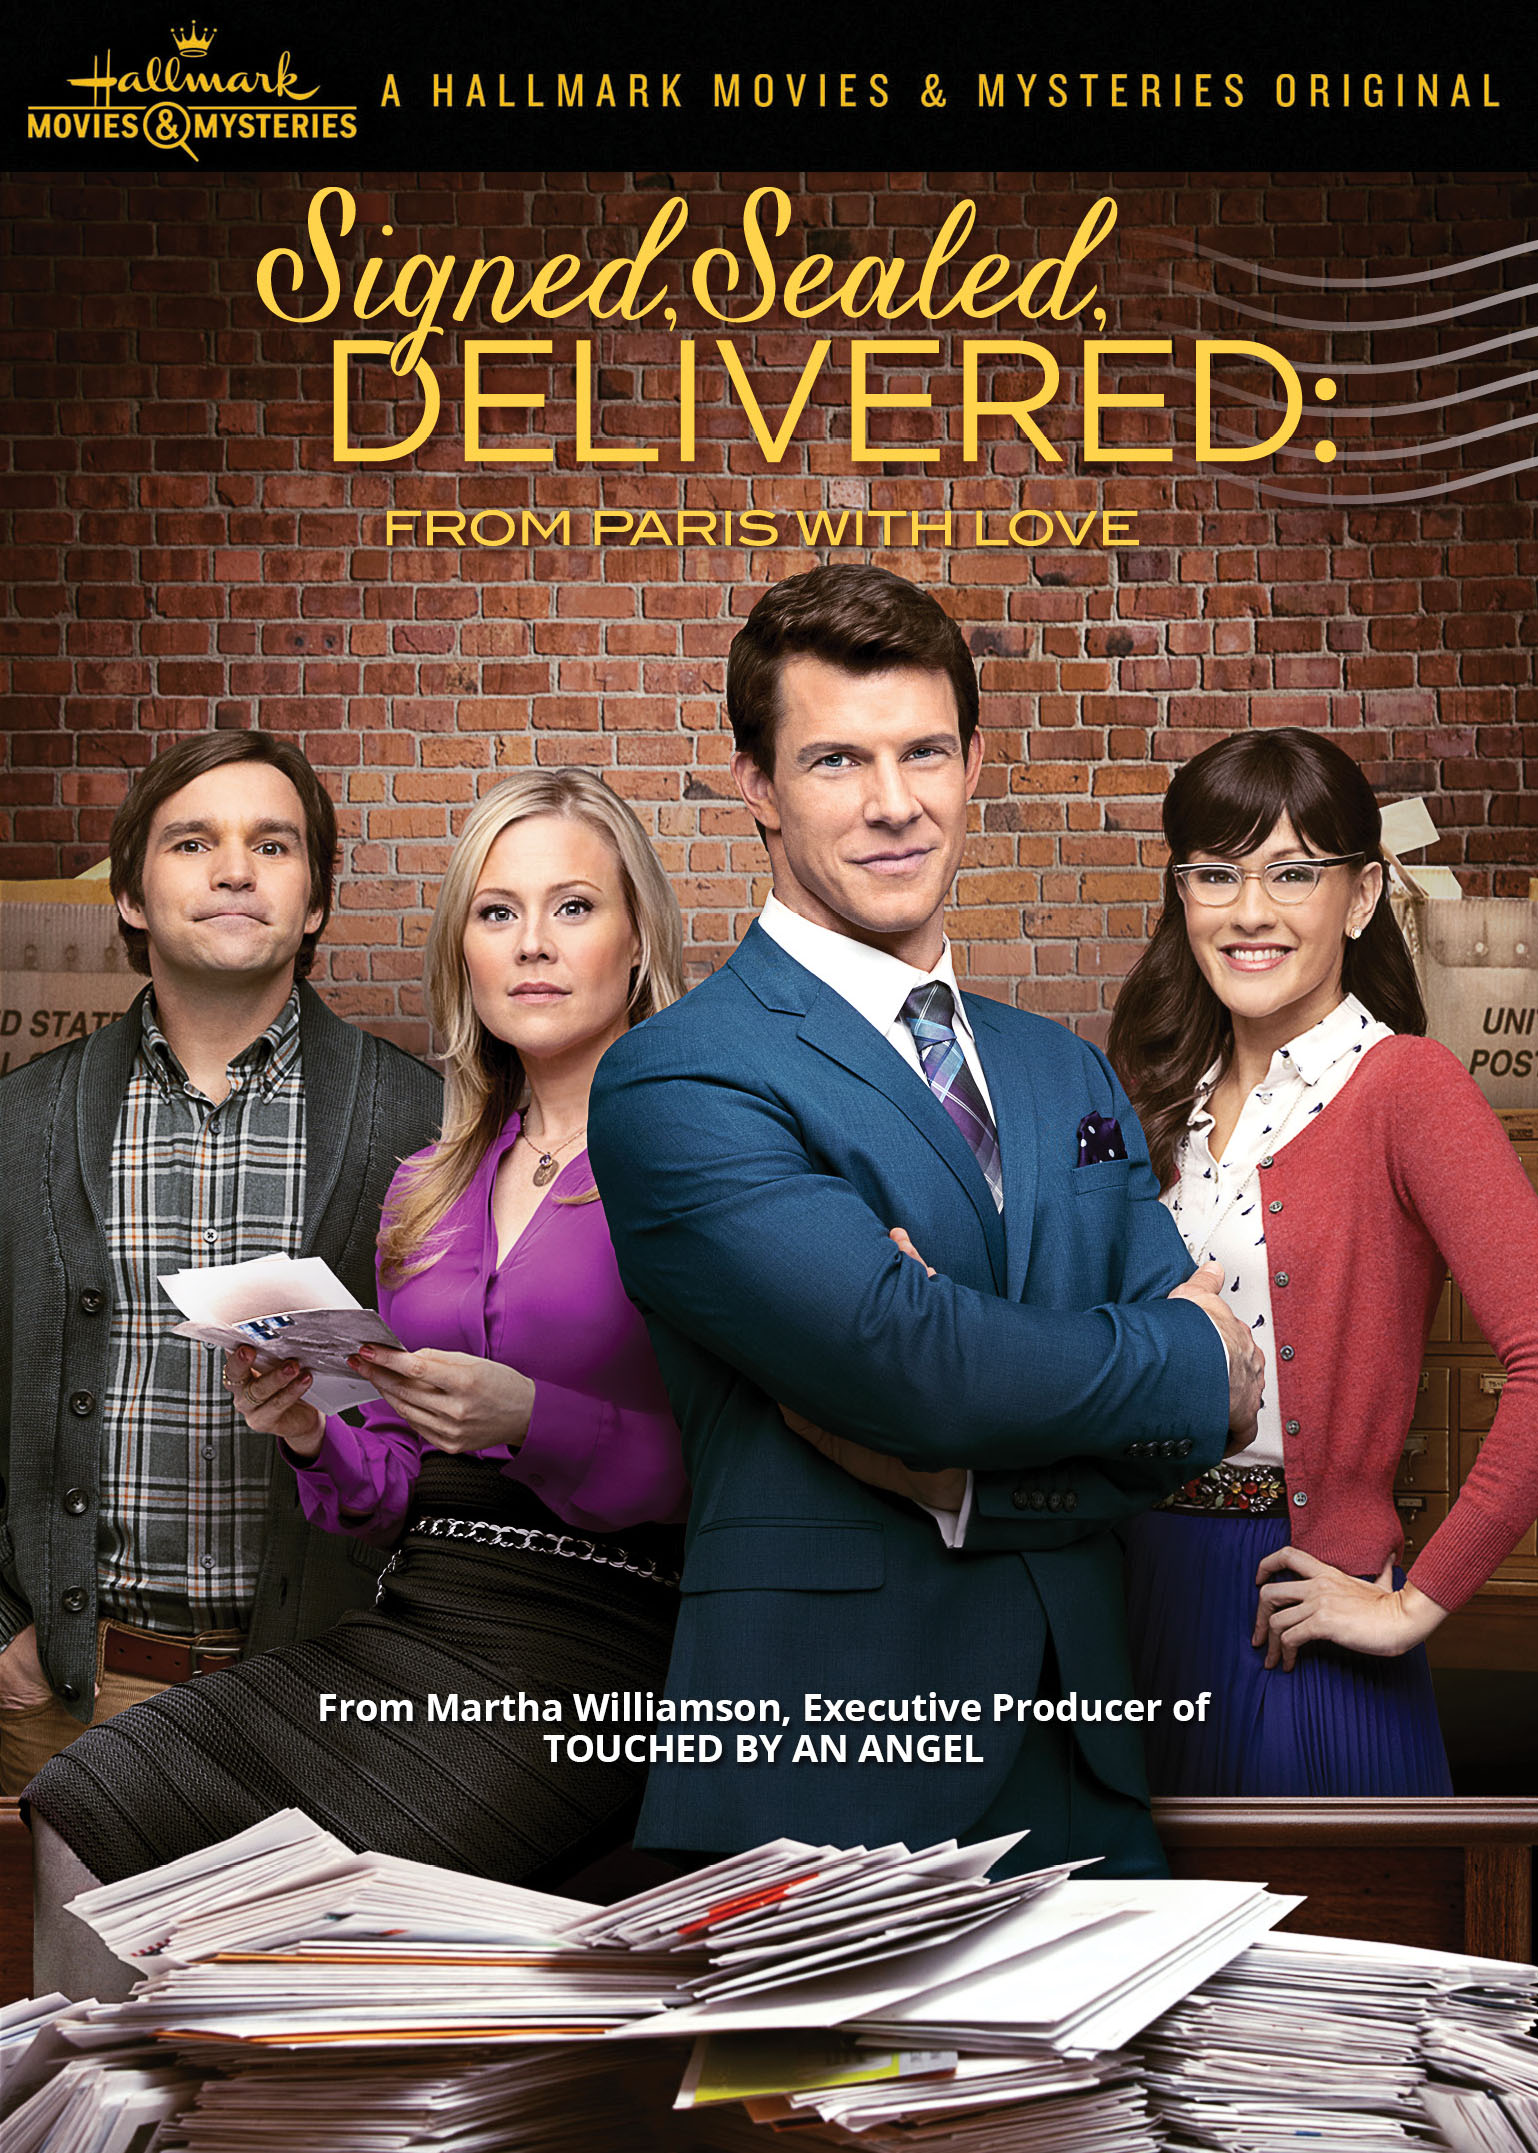 Hallmark
MOVIES & MYSTERIES
A HALLMARK MOVIES & MYSTERIES ORIGINAL
Signed, Sealed,
DELIVERED:
FROM PARIS WITH LOVE
D STAT
UNI
POS
From Martha Williamson, Executive Producer of
TOUCHED BY AN ANGEL